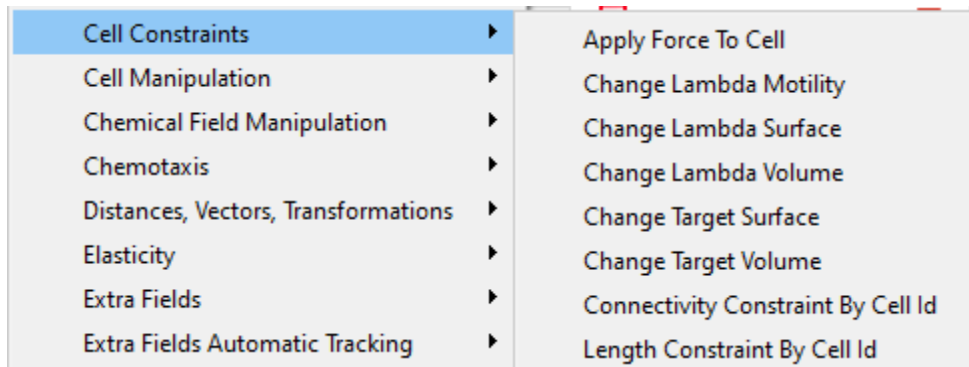 Cell Constraints
Cell Manipulation
Chemical Field Manipulation
Chemotaxis
Distances, Vectors, Transformations
Elasticity
Extra Fields
Extra Fields Automatic Tracking
Apply Force To Cell
Change Lambda Motility
Change Lambda Surface
Change Lambda Volume
Change Target Surface
Change Target Volume
Connectivity Constraint By Cell Id
Length Constraint By Cell Id